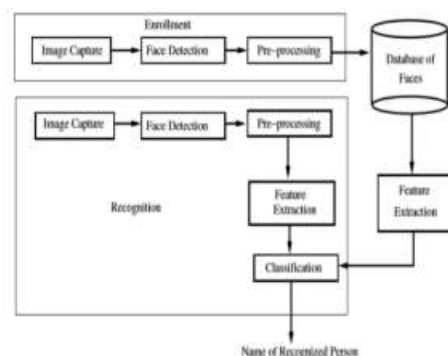 Enrollment
Image Capture
Face Detection
Pre-processing
Database of
Faces
Image Capture
Face Detection
Pre-processing
Recognition
Feature
Extraction
Feature
Extraction
Classification
Name of Recognized Person